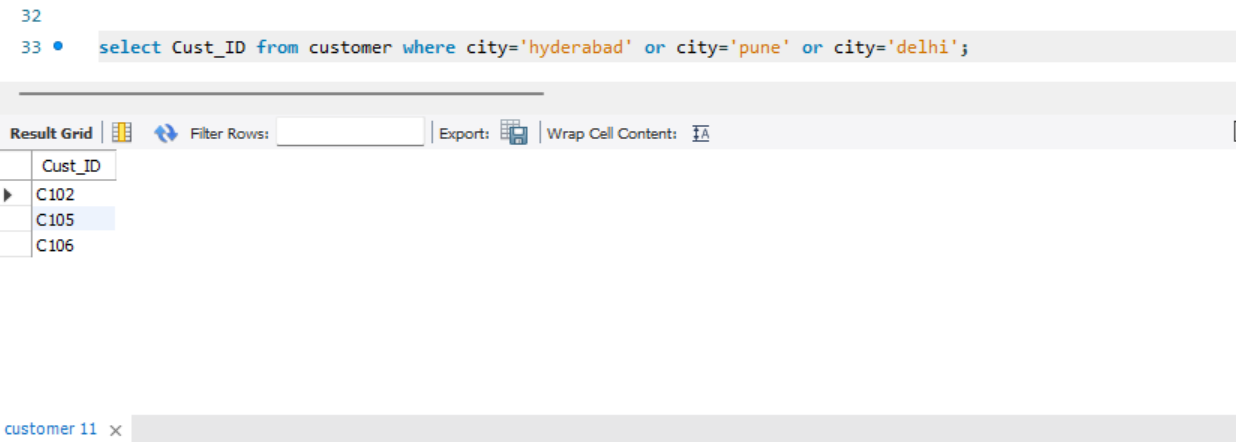 32
33 select Cust_ID from customer where city='hyderabad' or city='pune' or city='delhi';
Result Grid Filter Rows: Export: Wrap Cell Content: IA
Cust_ID
C102
C105
C106
customer 11 ×